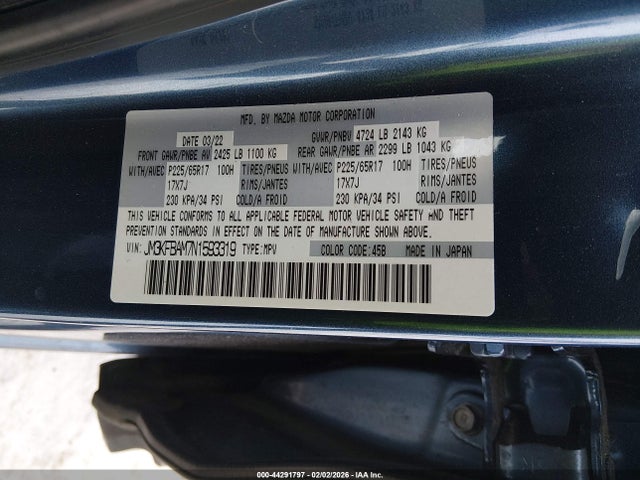 MFD. BY MAZDA MOTOR CORPORATION
DATE 03/22 GVWR/PNBV 4724 LB 2143 KG
FRONT GAWR/PNBE AV 2425 LB 1100 KG REAR GAWR/PNBE AR 2299 LB 1043 KG
WITH/AVEC P225/65R17 100H TIRES/PNEUS WITH/AVEC P225/65R17 100H TIRES/PNEUS
17X7J RIMS/JANTES 17X7J RIMS/JANTES
230 KPA/34 PSI COLD/A FROID 230 KPA/34 PSI COLD/A FROID
THIS VEHICLE CONFORMS TO ALL APPLICABLE FEDERAL MOTOR VEHICLE SAFETY AND THEFT
PREVENTION STANDARDS IN EFFECT ON THE DATE OF MANUFACTURE SHOWN ABOVE.
VIN: JM3KFBAM7N1593319 TYPE:MPV COLOR CODE:45B MADE IN JAPAN
000-44291797 - 02/02/2026 - IAA Inc.